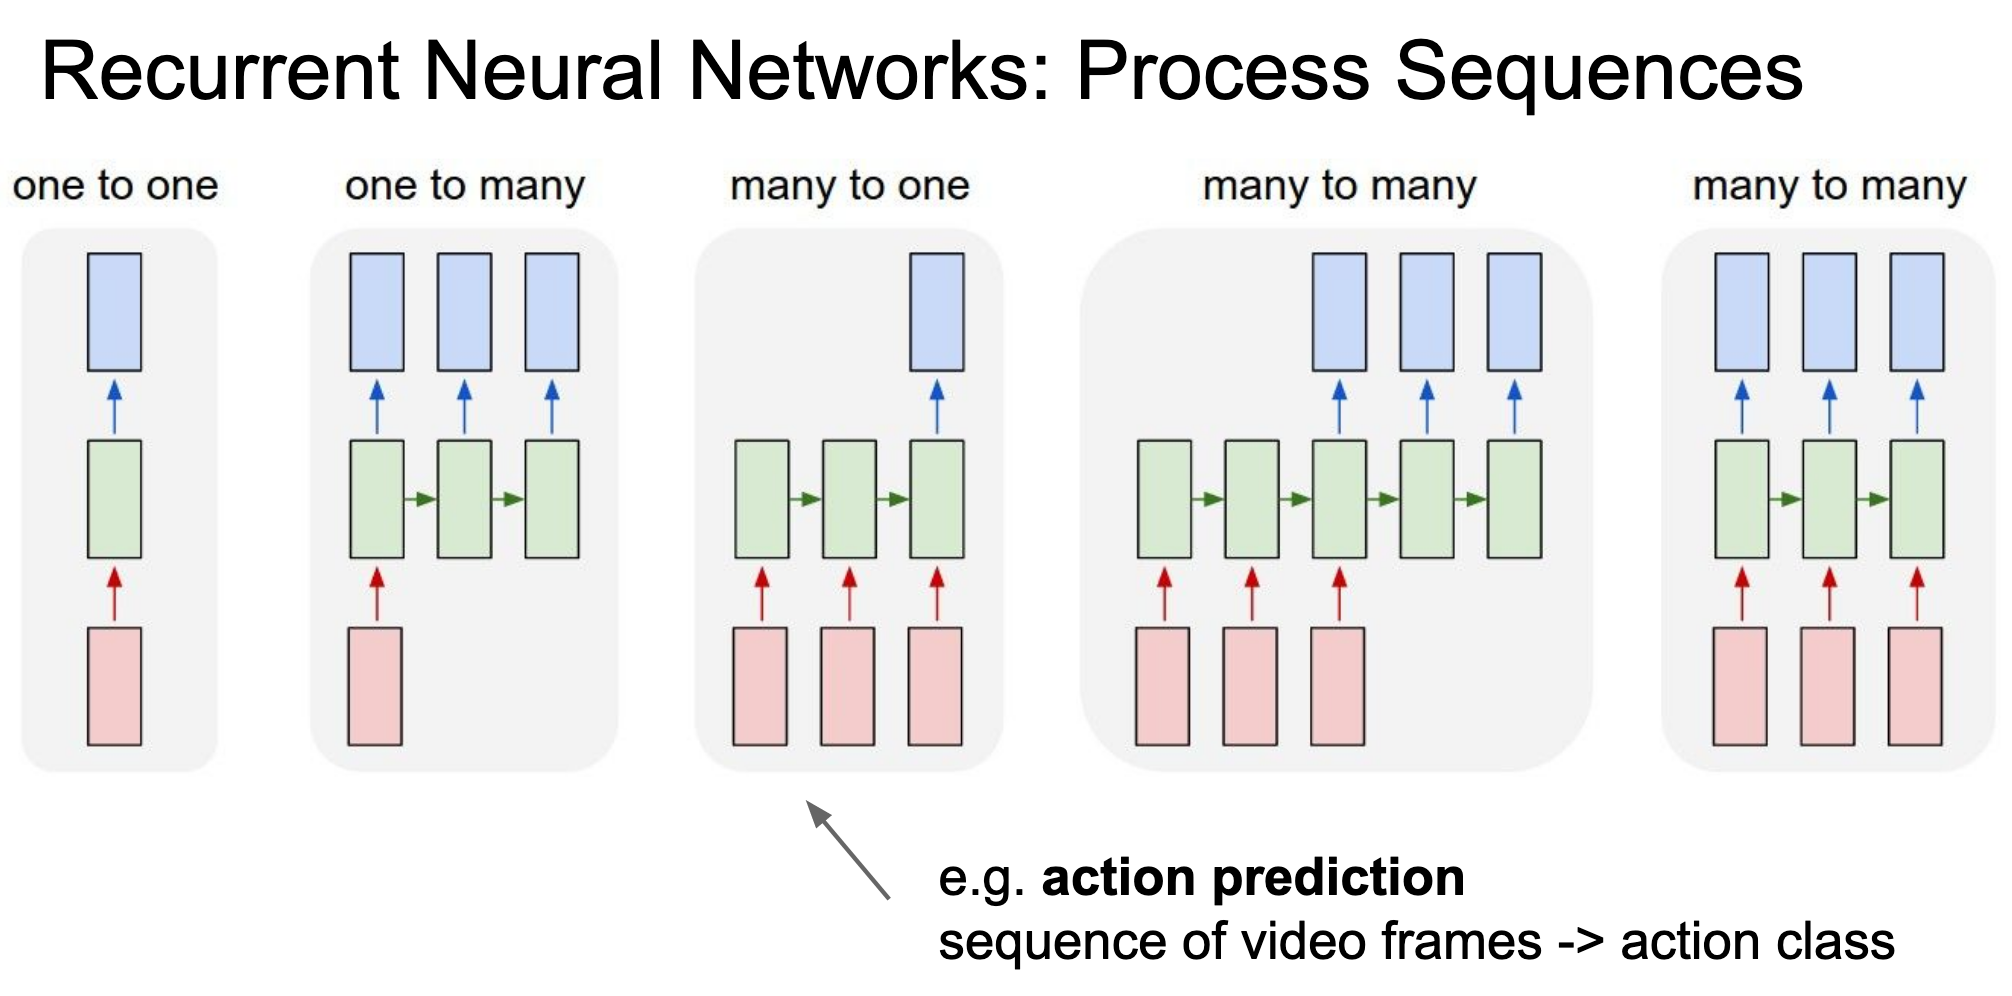 Recurrent Neural Networks: Process Sequences
one to one
one to many
many to one
many to many
many to many
e.g. action prediction
sequence of video frames -> action class